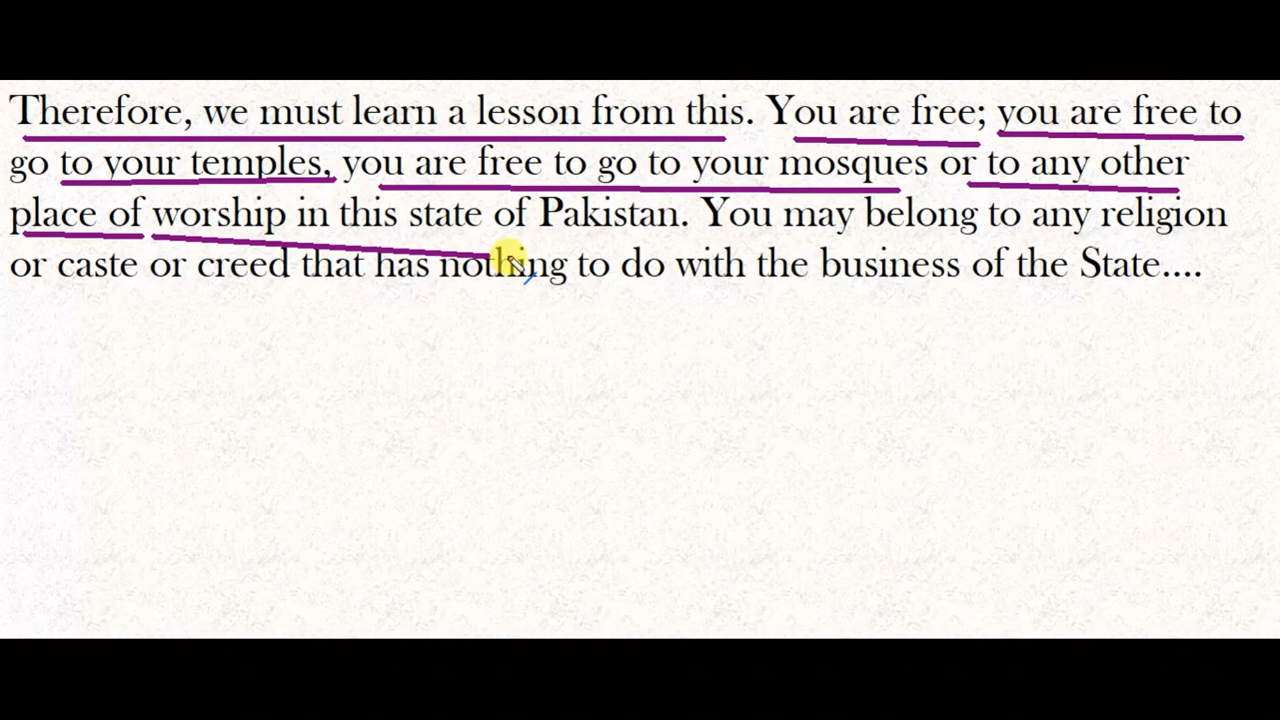 Therefore, we must learn a lesson from this. You are free; you are free to
go to your temples, you are free to go to your mosques or to any other
place of worship in this state of Pakistan. You may belong to any religion
or caste or creed that has nothing to do with the business of the State....